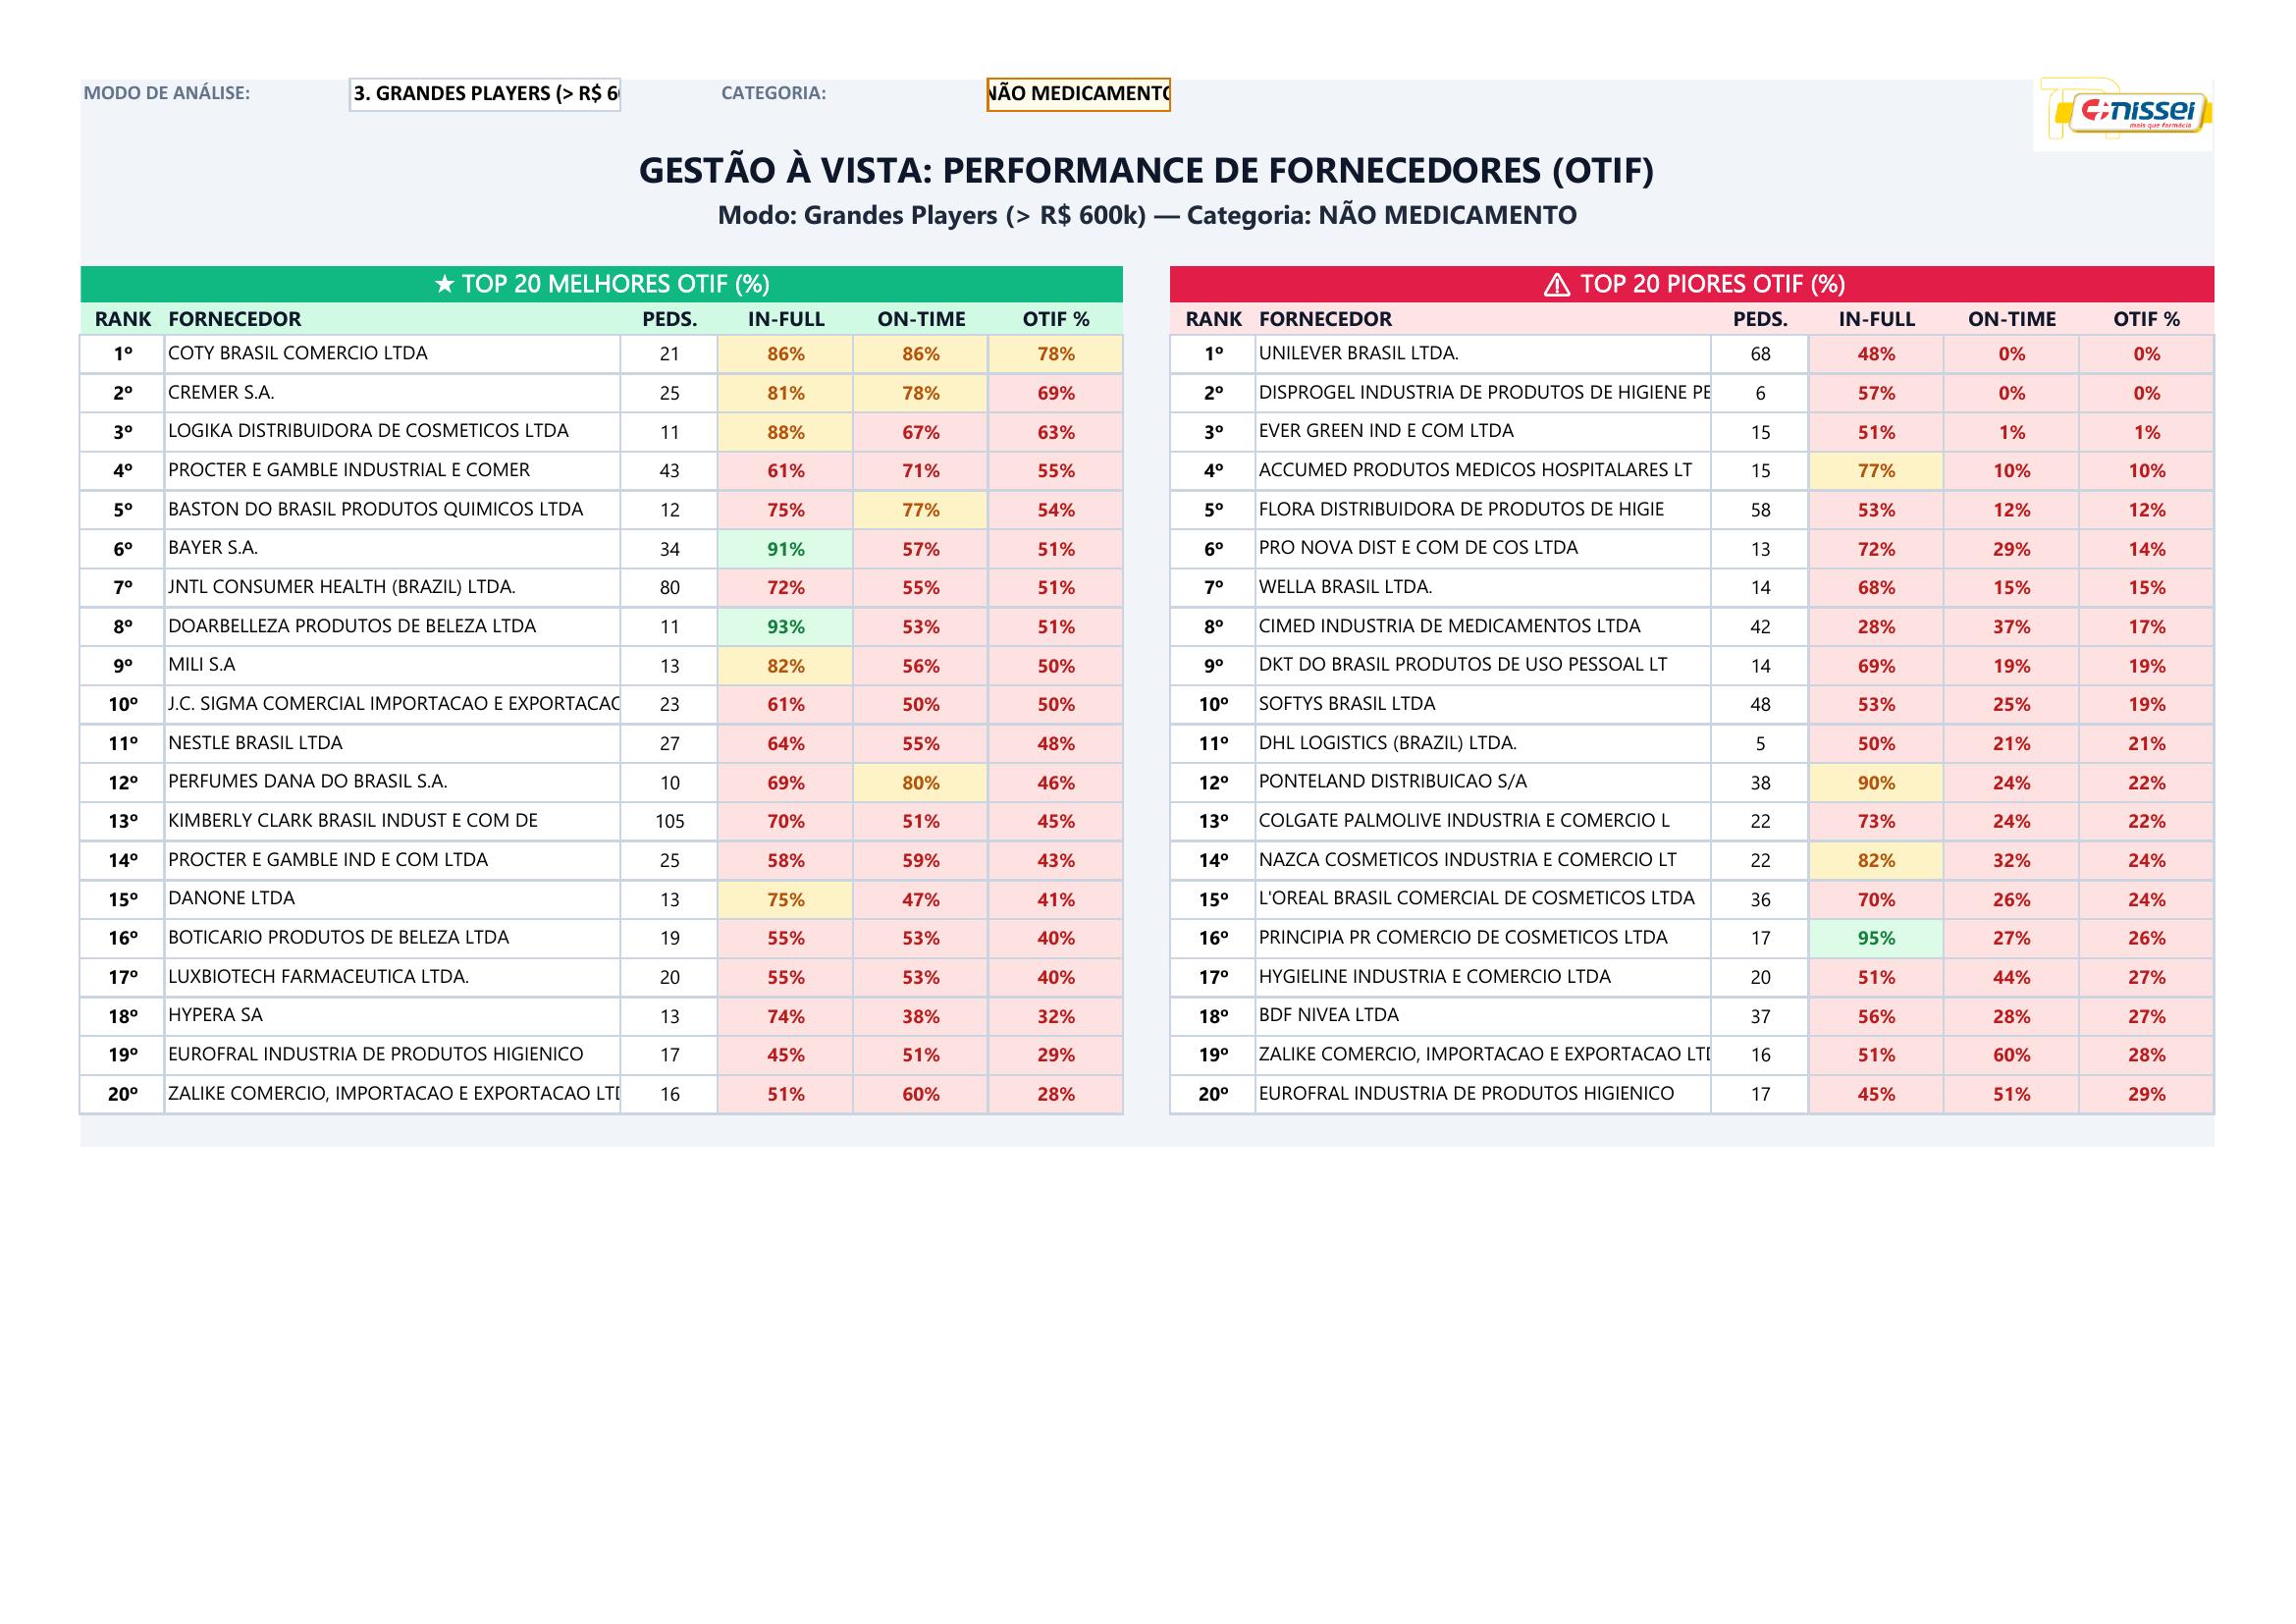 MODO DE ANÁLISE: 3. GRANDES PLAYERS (> R$ 6 CATEGORIA: NÃO MEDICAMENTO
nissei
mais que farmácia
GESTÃO À VISTA: PERFORMANCE DE FORNECEDORES (OTIF)
Modo: Grandes Players (> R$ 600k) — Categoria: NÃO MEDICAMENTO
★ TOP 20 MELHORES OTIF (%)
RANK FORNECEDOR PEDS. IN-FULL ON-TIME OTIF %
1º COTY BRASIL COMERCIO LTDA 21 86% 86% 78%
2º CREMER S.A. 25 81% 78% 69%
3º LOGIKA DISTRIBUIDORA DE COSMETICOS LTDA 11 88% 67% 63%
4º PROCTER E GAMBLE INDUSTRIAL E COMER 43 61% 71% 55%
5º BASTON DO BRASIL PRODUTOS QUIMICOS LTDA 12 75% 77% 54%
6º BAYER S.A. 34 91% 57% 51%
7º JNTL CONSUMER HEALTH (BRAZIL) LTDA. 80 72% 55% 51%
8º DOARBELLEZA PRODUTOS DE BELEZA LTDA 11 93% 53% 51%
9º MILI S.A 13 82% 56% 50%
10º J.C. SIGMA COMERCIAL IMPORTACAO E EXPORTACAO 23 61% 50% 50%
11º NESTLE BRASIL LTDA 27 64% 55% 48%
12º PERFUMES DANA DO BRASIL S.A. 10 69% 80% 46%
13º KIMBERLY CLARK BRASIL INDUST E COM DE 105 70% 51% 45%
14º PROCTER E GAMBLE IND E COM LTDA 25 58% 59% 43%
15º DANONE LTDA 13 75% 47% 41%
16º BOTICARIO PRODUTOS DE BELEZA LTDA 19 55% 53% 40%
17º LUXBIOTECH FARMACEUTICA LTDA. 20 55% 53% 40%
18º HYPERA SA 13 74% 38% 32%
19º EUROFRAL INDUSTRIA DE PRODUTOS HIGIENICO 17 45% 51% 29%
20º ZALIKE COMERCIO, IMPORTACAO E EXPORTACAO LTD 16 51% 60% 28%
⚠ TOP 20 PIORES OTIF (%)
RANK FORNECEDOR PEDS. IN-FULL ON-TIME OTIF %
1º UNILEVER BRASIL LTDA. 68 48% 0% 0%
2º DISPROGEL INDUSTRIA DE PRODUTOS DE HIGIENE PE 6 57% 0% 0%
3º EVER GREEN IND E COM LTDA 15 51% 1% 1%
4º ACCUMED PRODUTOS MEDICOS HOSPITALARES LT 15 77% 10% 10%
5º FLORA DISTRIBUIDORA DE PRODUTOS DE HIGIE 58 53% 12% 12%
6º PRO NOVA DIST E COM DE COS LTDA 13 72% 29% 14%
7º WELLA BRASIL LTDA. 14 68% 15% 15%
8º CIMED INDUSTRIA DE MEDICAMENTOS LTDA 42 28% 37% 17%
9º DKT DO BRASIL PRODUTOS DE USO PESSOAL LT 14 69% 19% 19%
10º SOFTYS BRASIL LTDA 48 53% 25% 19%
11º DHL LOGISTICS (BRAZIL) LTDA. 5 50% 21% 21%
12º PONTELAND DISTRIBUICAO S/A 38 90% 24% 22%
13º COLGATE PALMOLIVE INDUSTRIA E COMERCIO L 22 73% 24% 22%
14º NAZCA COSMETICOS INDUSTRIA E COMERCIO LT 22 82% 32% 24%
15º L'OREAL BRASIL COMERCIAL DE COSMETICOS LTDA 36 70% 26% 24%
16º PRINCIPIA PR COMERCIO DE COSMETICOS LTDA 17 95% 27% 26%
17º HYGIELINE INDUSTRIA E COMERCIO LTDA 20 51% 44% 27%
18º BDF NIVEA LTDA 37 56% 28% 27%
19º ZALIKE COMERCIO, IMPORTACAO E EXPORTACAO LTD 16 51% 60% 28%
20º EUROFRAL INDUSTRIA DE PRODUTOS HIGIENICO 17 45% 51% 29%